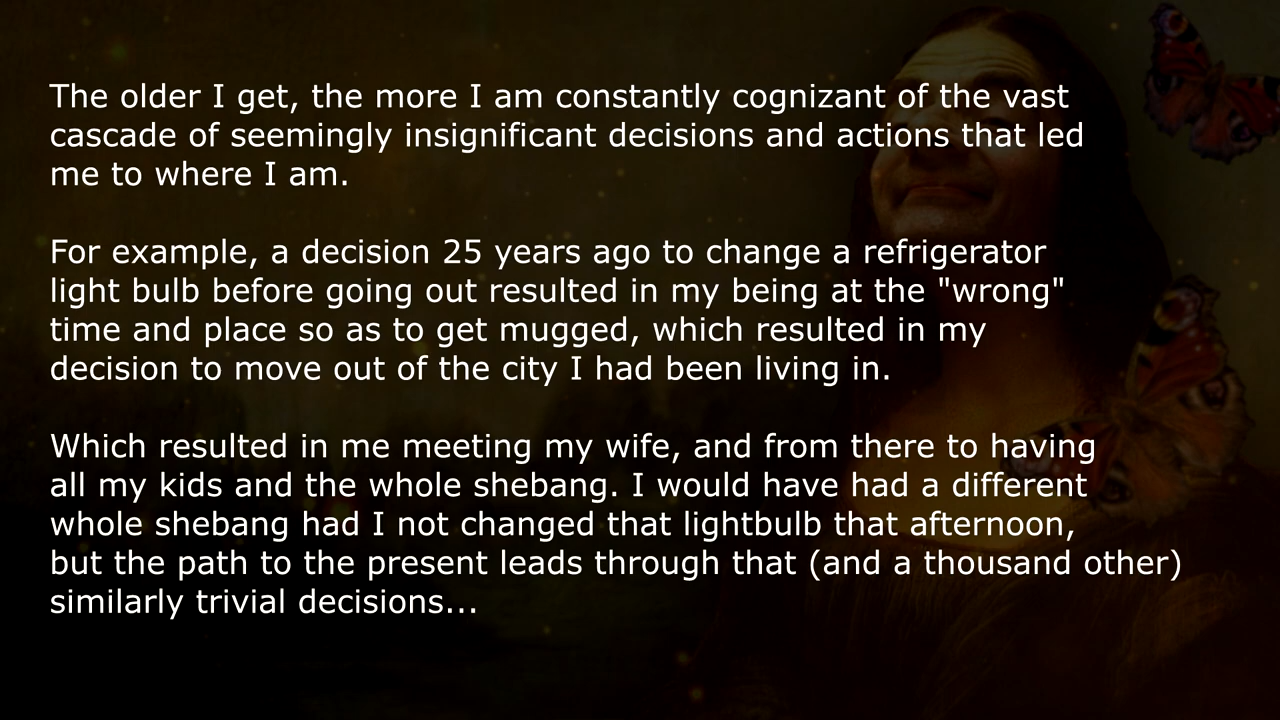 The older I get, the more I am constantly cognizant of the vast
cascade of seemingly insignificant decisions and actions that led
me to where I am.
For example, a decision 25 years ago to change a refrigerator
light bulb before going out resulted in my being at the "wrong"
time and place so as to get mugged, which resulted in my
decision to move out of the city I had been living in.
Which resulted in me meeting my wife, and from there to having
all my kids and the whole shebang. I would have had a different
whole shebang had I not changed that lightbulb that afternoon,
but the path to the present leads through that (and a thousand other)
similarly trivial decisions...